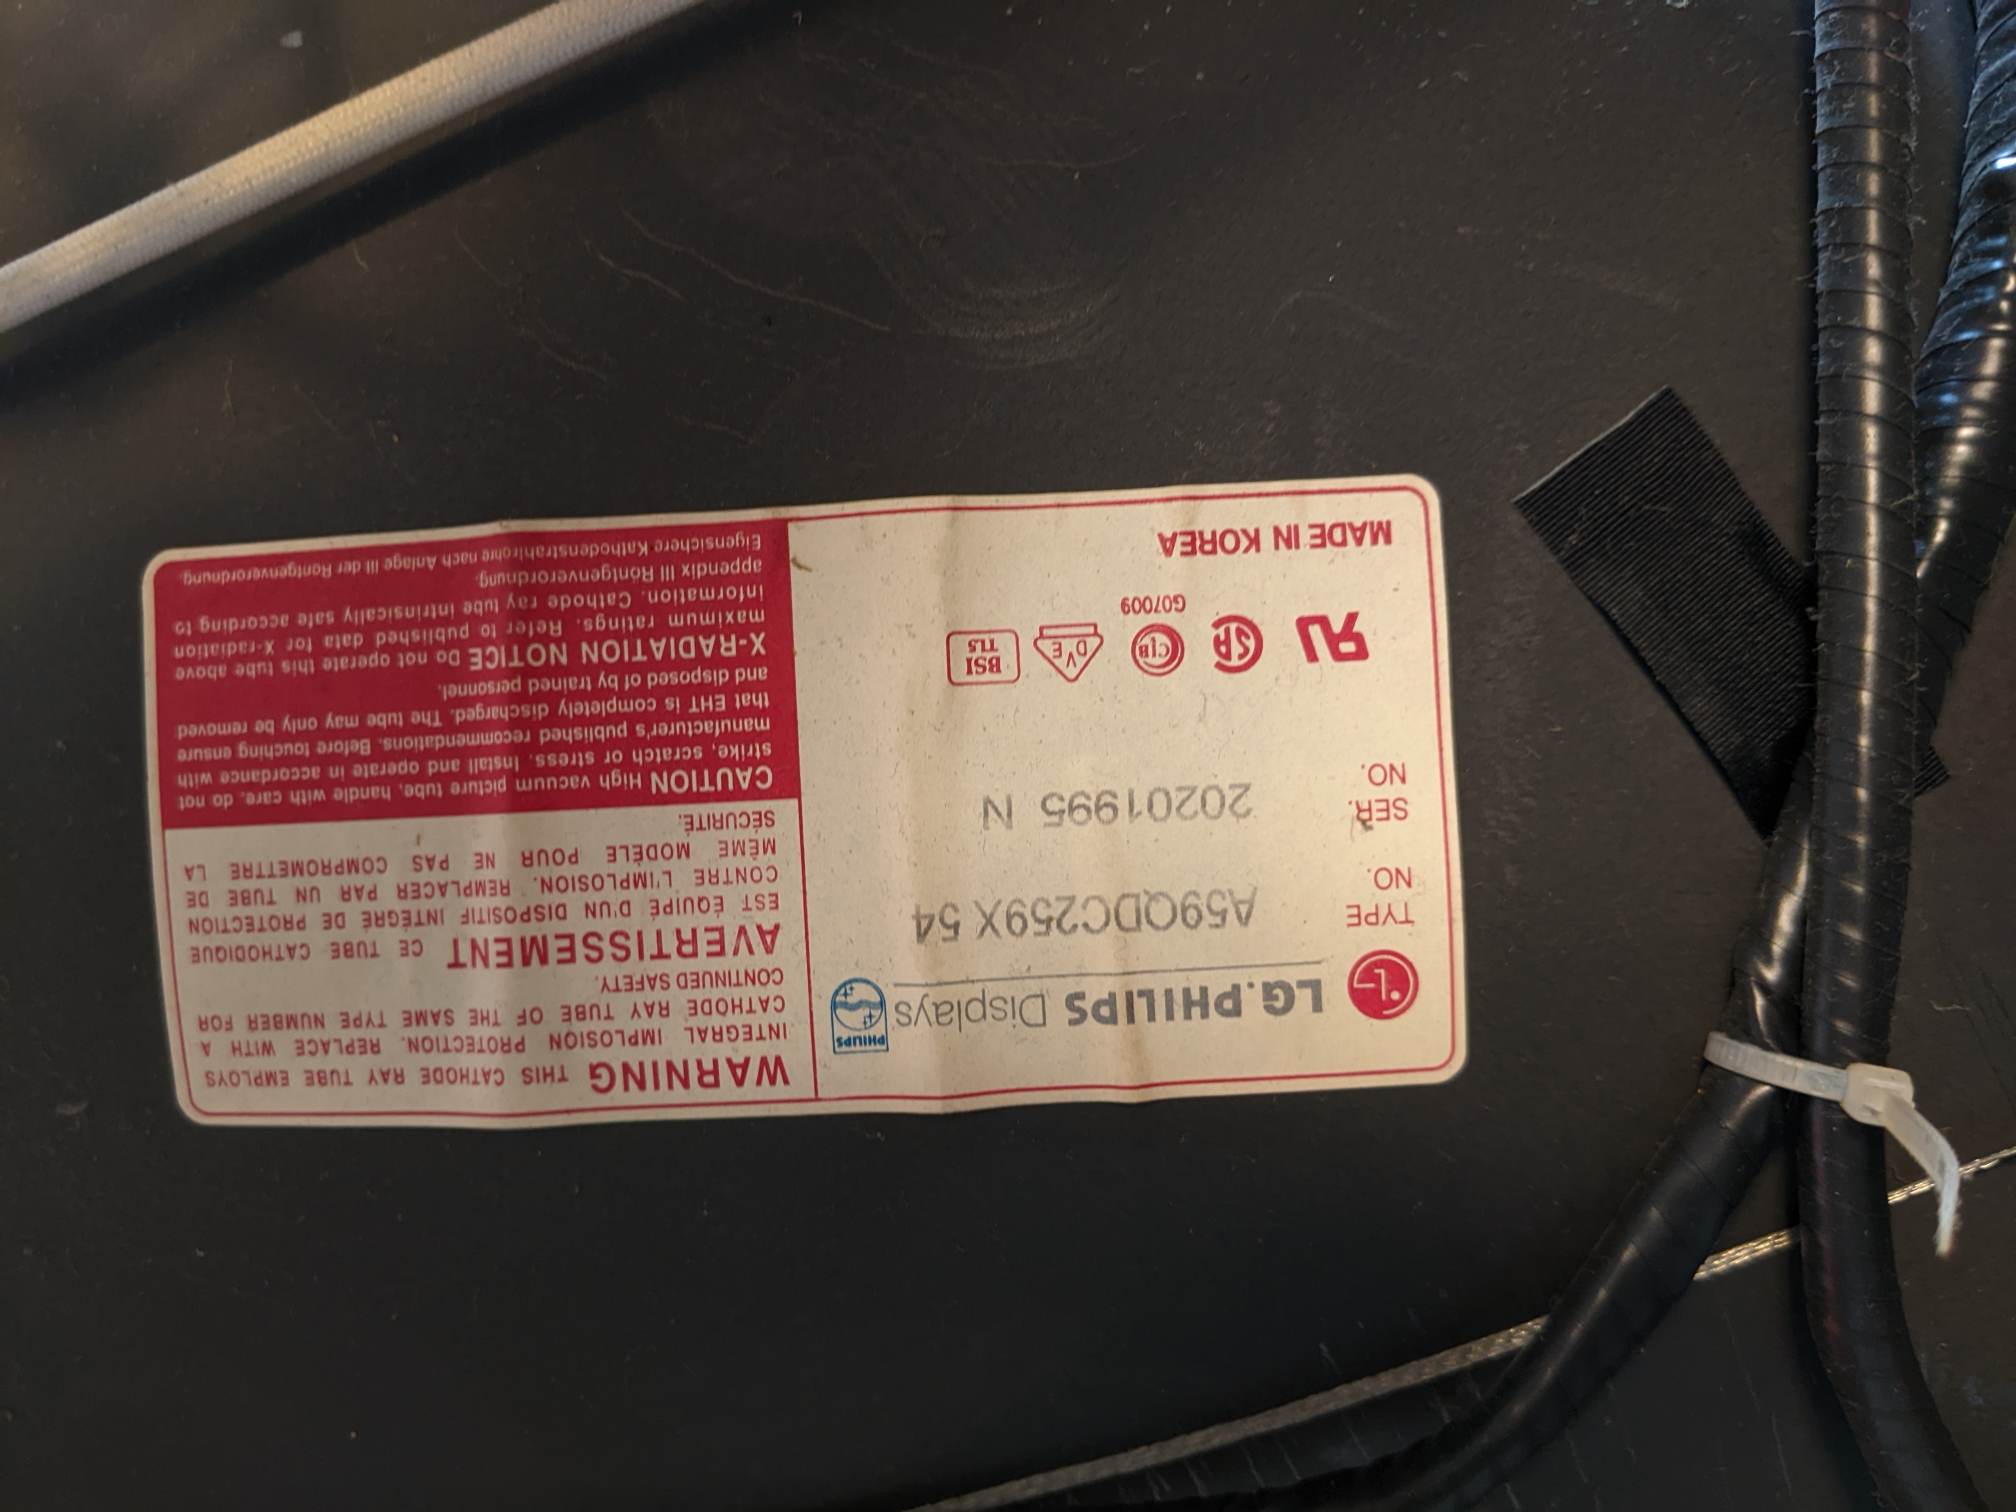 LG.PHILIPS Displays
PHILIPS
TYPE NO. A59QDC259X 54
SER. NO. 20201995 N
G07009
SA
CIB
DVE
BSI
TLS
MADE IN KOREA
WARNING THIS CATHODE RAY TUBE EMPLOYS
INTEGRAL IMPLOSION PROTECTION. REPLACE WITH A
CATHODE RAY TUBE OF THE SAME TYPE NUMBER FOR
CONTINUED SAFETY.
AVERTISSEMENT CE TUBE CATHODIQUE
EST ÉQUIPÉ D'UN DISPOSITIF INTÉGRÉ DE PROTECTION
CONTRE L'IMPLOSION. REMPLACER PAR UN TUBE DE
MÊME MODÈLE POUR NE PAS COMPROMETTRE LA
SÉCURITÉ.
CAUTION High vacuum picture tube, handle with care, do not
strike, scratch or stress. Install and operate in accordance with
manufacturer's published recommendations. Before touching ensure
that EHT is completely discharged. The tube may only be removed
and disposed of by trained personnel.
X-RADIATION NOTICE Do not operate this tube above
maximum ratings. Refer to published data for X-radiation
information. Cathode ray tube intrinsically safe according to
appendix III Röntgenverordnung.
Eigensichere Kathodenstrahlröhre nach Anlage III der Röntgenverordnung.